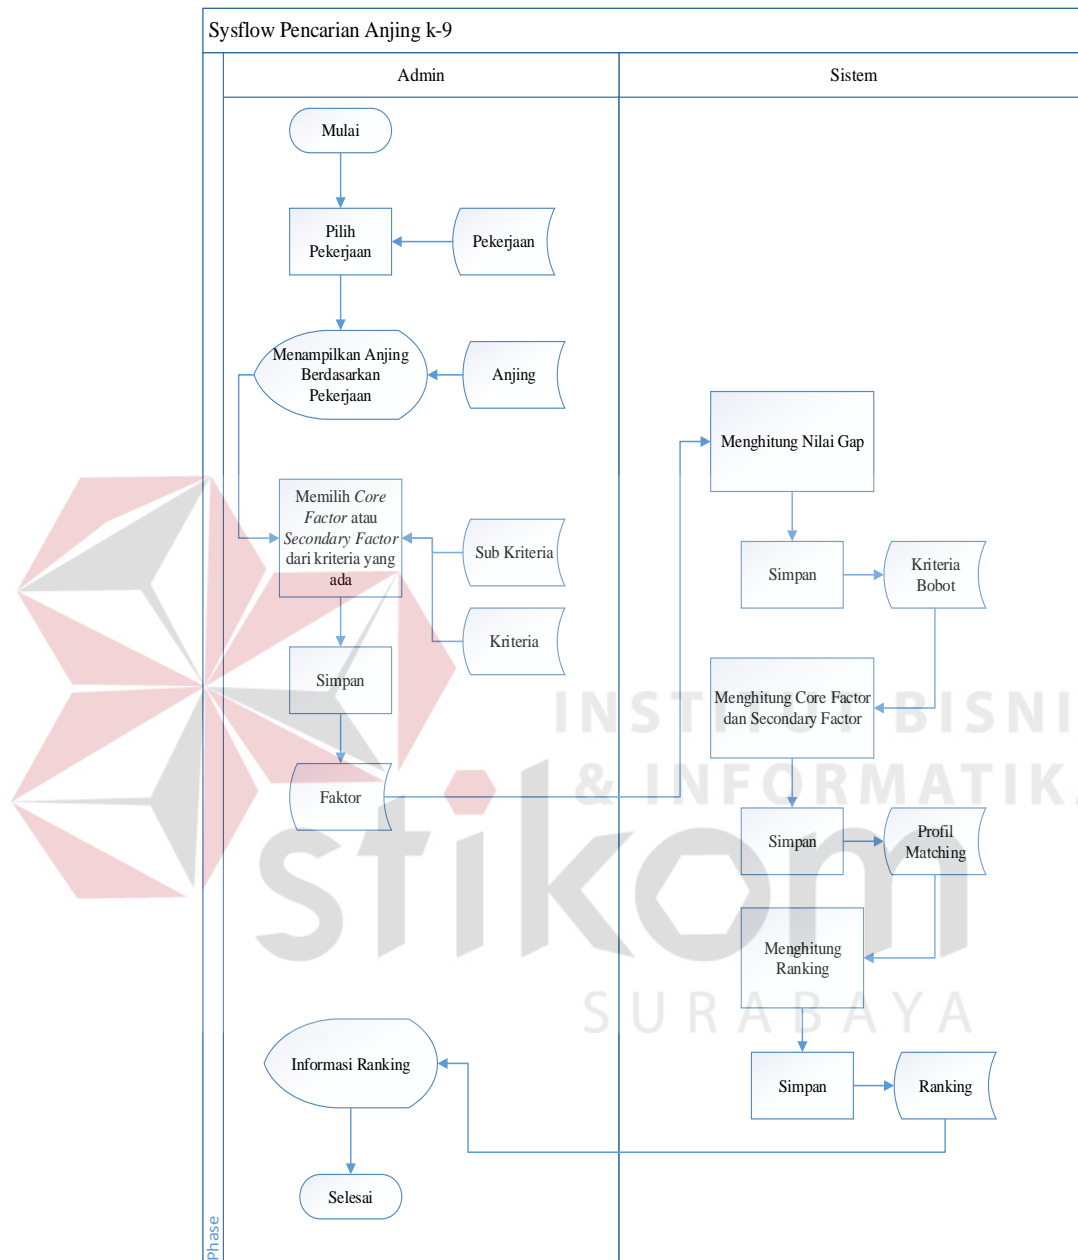 Sysflow Pencarian Anjing k-9
Admin
Sistem
Mulai
Pilih
Pekerjaan
Pekerjaan
Menampilkan Anjing
Berdasarkan
Pekerjaan
Anjing
Menghitung Nilai Gap
Memilih Core
Factor atau
Secondary Factor
dari kriteria yang
ada
Sub Kriteria
Kriteria
Simpan
Kriteria
Bobot
Simpan
Menghitung Core Factor
dan Secondary Factor
Faktor
Simpan
Profil
Matching
Menghitung
Ranking
Informasi Ranking
Simpan
Ranking
Selesai
Phase
INSTITUT BISNI
& INFORMATIKA
stikom
SURABAYA